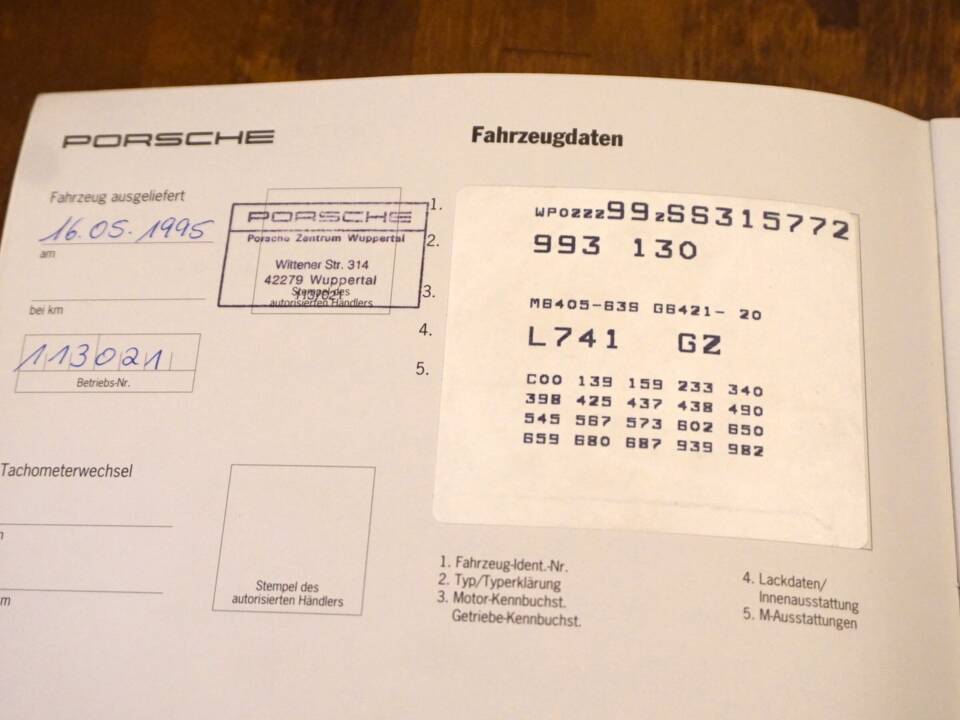 PORSCHE
Fahrzeug ausgeliefert
16.05.1995
am
bei km
113021
Betriebs-Nr.
PORSCHE
Porsche Zentrum Wuppertal
Wittener Str. 314
42279 Wuppertal
Stempel des
autorisierten Händlers
Tachometerwechsel
m
Stempel des
autorisierten Händlers
Fahrzeugdaten
1.
2.
3.
4.
5.
WP0ZZZ99ZSS315772
993 130
M6405-639 G6421- 20
L741 GZ
C00 139 159 233 340
398 425 437 438 490
545 567 573 602 650
659 680 687 939 982
1. Fahrzeug-Ident.-Nr.
2. Typ/Typerklärung
3. Motor-Kennbuchst.
Getriebe-Kennbuchst.
4. Lackdaten/
Innenausstattung
5. M-Ausstattungen